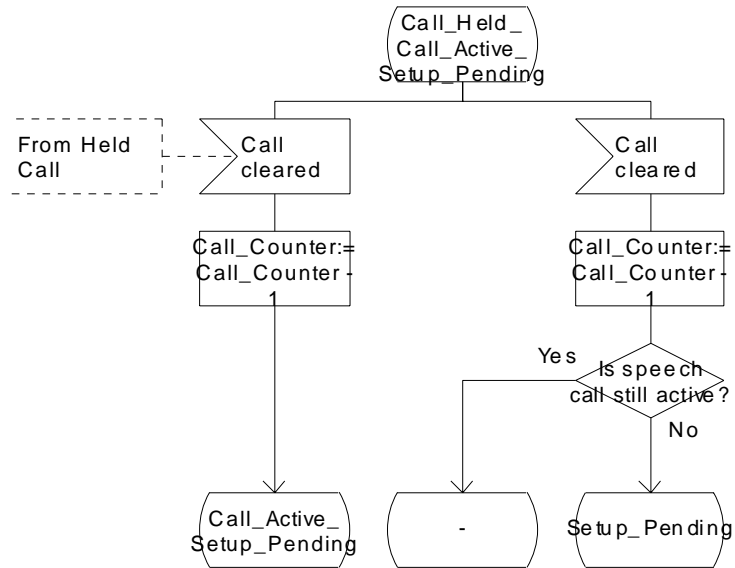 Call_Held_
Call_Active_
Setup_Pending
From Held
Call
Call
cleared
Call
cleared
Call_Counter:=
Call_Counter -
1
Call_Counter:=
Call_Counter -
1
Yes
Is speech
call still active?
No
Call_Active_
Setup_Pending
-
Setup_Pending